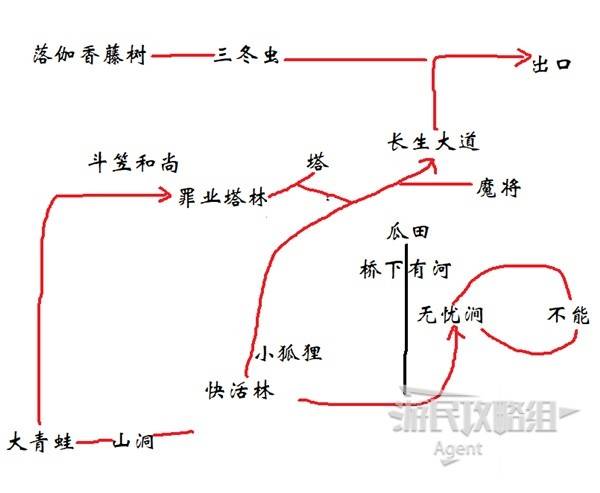 落伽香藤树
三冬虫
出口
长生大道
斗笠和尚
塔
罪业塔林
魔将
瓜田
桥下有河
无忧涧
不能
小狐狸
快活林
大青蛙
山洞
游民攻略组
Agent